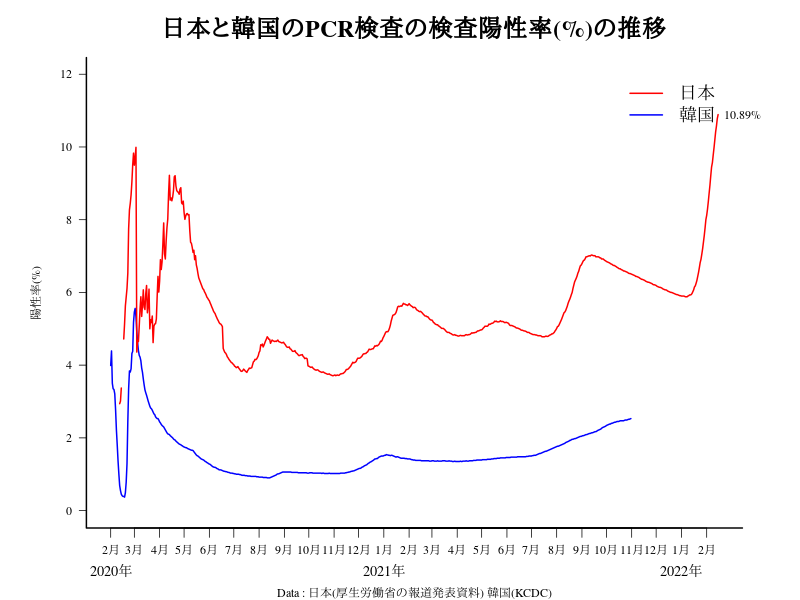 日本と韓国のPCR検査の検査陽性率(%)の推移
日本
韓国
10.89%
陽性率(%)
12
10
8
6
4
2
0
2月 3月 4月 5月 6月 7月 8月 9月 10月 11月 12月 1月 2月 3月 4月 5月 6月 7月 8月 9月 10月 11月 12月 1月 2月
2020年 2021年 2022年
Data : 日本(厚生労働省の報道発表資料) 韓国(KCDC)